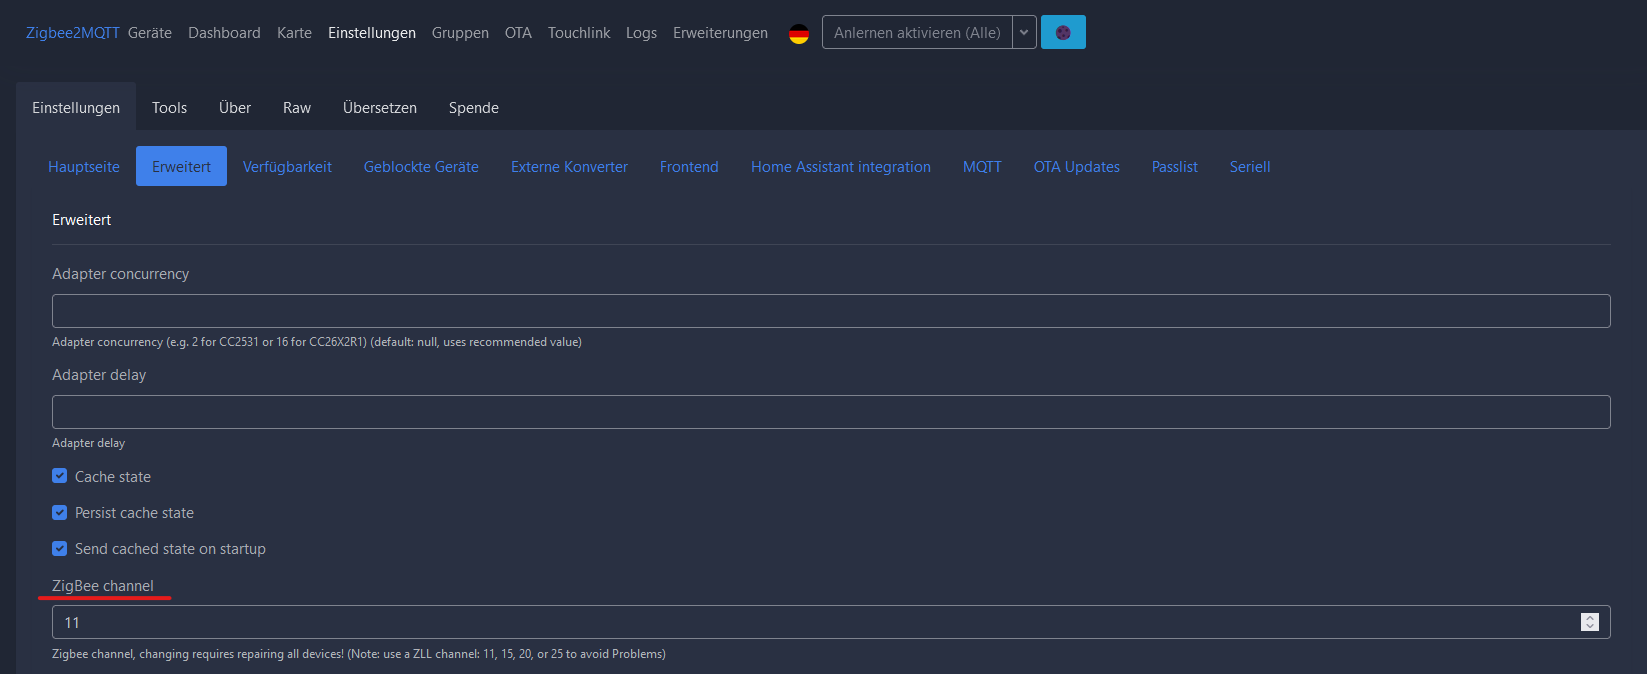 Zigbee2MQTT Geräte Dashboard Karte Einstellungen Gruppen OTA Touchlink Logs Erweiterungen Anlernen aktivieren (Alle)
Einstellungen Tools Über Raw Übersetzen Spende
Hauptseite Erweitert Verfügbarkeit Geblockte Geräte Externe Konverter Frontend Home Assistant integration MQTT OTA Updates Passlist Seriell
Erweitert
Adapter concurrency
Adapter concurrency (e.g. 2 for CC2531 or 16 for CC26X2R1) (default: null, uses recommended value)
Adapter delay
Adapter delay
Cache state
Persist cache state
Send cached state on startup
ZigBee channel
11
Zigbee channel, changing requires repairing all devices! (Note: use a ZLL channel: 11, 15, 20, or 25 to avoid Problems)